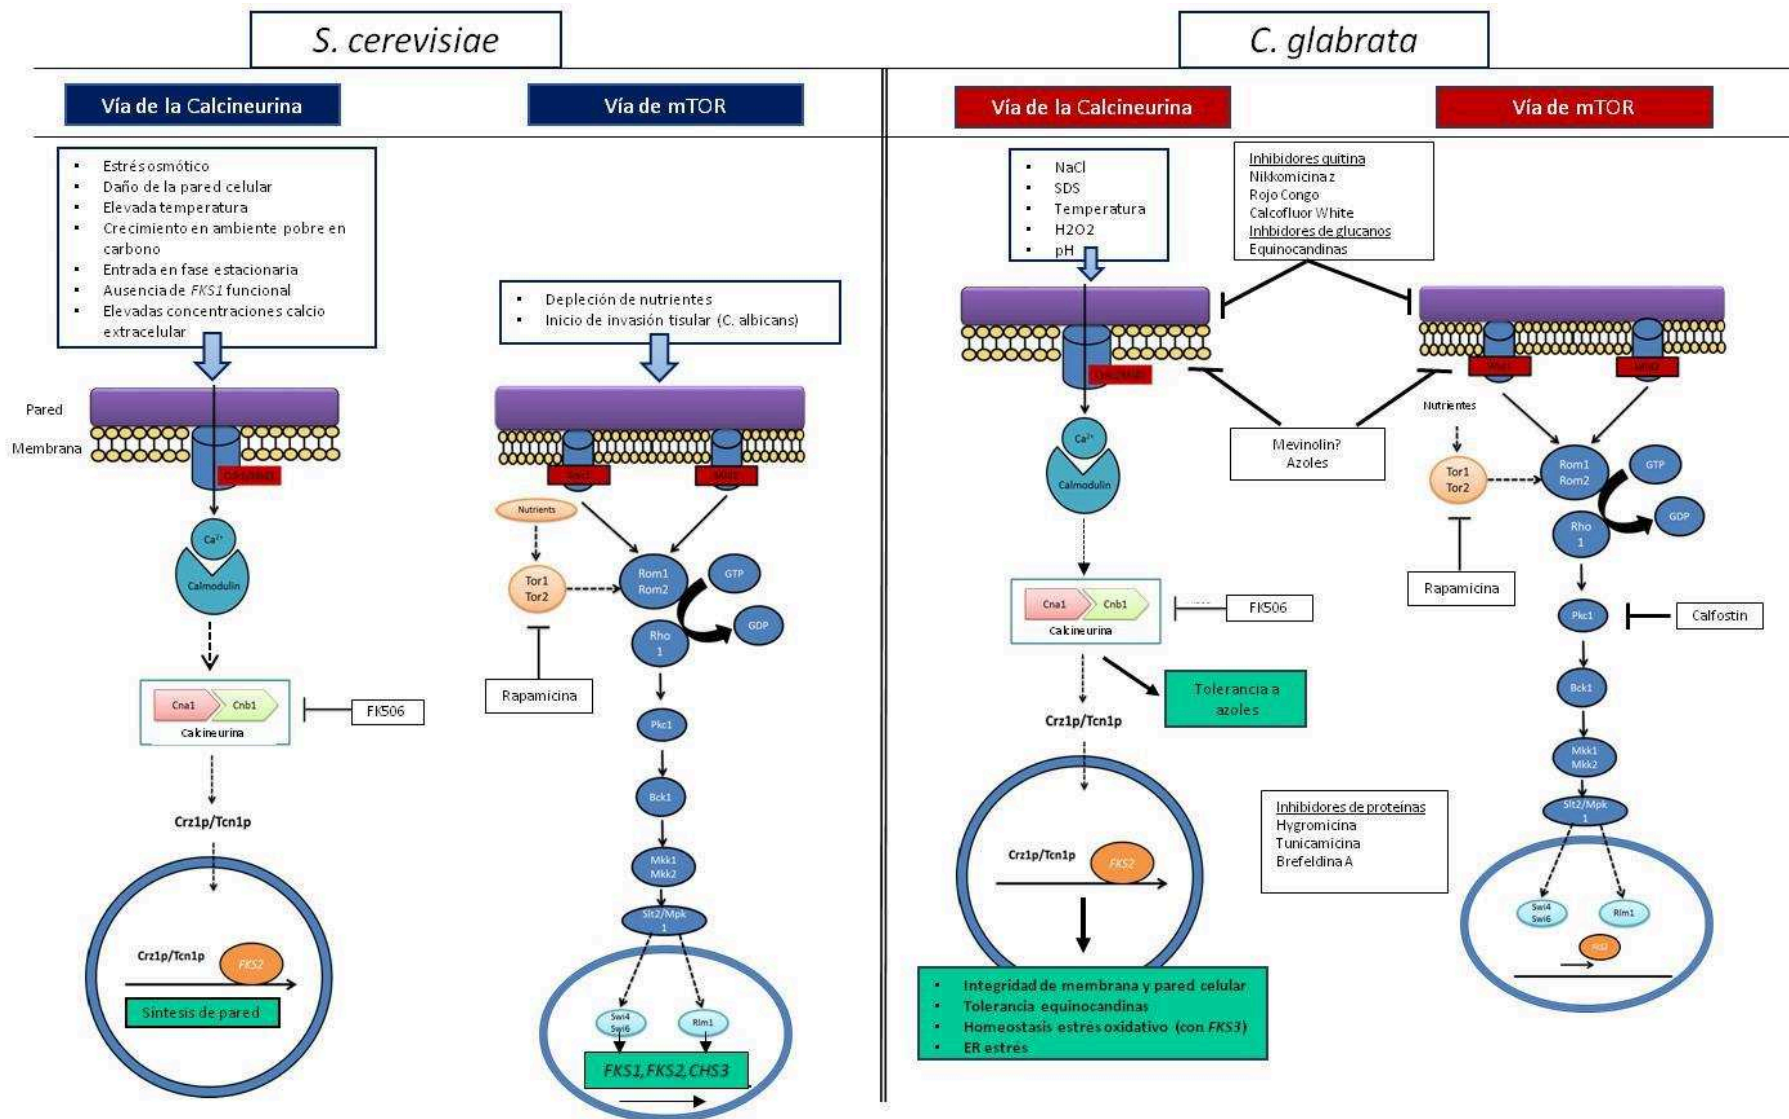 S. cerevisiae
C. glabrata
Vía de la Calcineurina
Vía de mTOR
Vía de la Calcineurina
Vía de mTOR
Estrés osmótico
Daño de la pared celular
Elevada temperatura
Crecimiento en ambiente pobre en
carbono
Entrada en fase estacionaria
Ausencia de FKS1 funcional
Elevadas concentraciones calcio
extracelular
Pared
Membrana
Ca²⁺
Calmodulin
Cna1
Cnb1
Calcineurina
FK506
Crz1p/Tcn1p
Crz1p/Tcn1p
FKS2
Síntesis de pared
Depleción de nutrientes
Inicio de invasión tisular (C. albicans)
Nutrients
Tor1
Tor2
Rapamicina
Rom1
Rom2
GTP
GDP
Rho
1
Pkc1
Bck1
Mkk1
Mkk2
Slt2/Mpk
1
Swi4
Swi6
Rlm1
FKS1,FKS2,CHS3
NaCl
SDS
Temperatura
H2O2
pH
Inhibidores quitina
Nikkomicina z
Rojo Congo
Calcofluor White
Inhbidores de glucanos
Equinocandinas
Ca²⁺
Calmodulin
Mevinolin?
Azoles
Cna1
Cnb1
Calcineurina
FK506
Tolerancia a
azoles
Crz1p/Tcn1p
Crz1p/Tcn1p
FKS2
Integridad de membrana y pared celular
Tolerancia equinocandinas
Homeostasis estrés oxidativo (con FKS3)
ER estrés
Inhibidores de proteínas
Hygromicina
Tunicamicina
Brefeldina A
Nutrientes
Tor1
Tor2
Rapamicina
Rom1
Rom2
GTP
GDP
Rho
1
Pkc1
Calfostin
Bck1
Mkk1
Mkk2
Slt2/Mpk
1
Swi4
Swi6
Rlm1